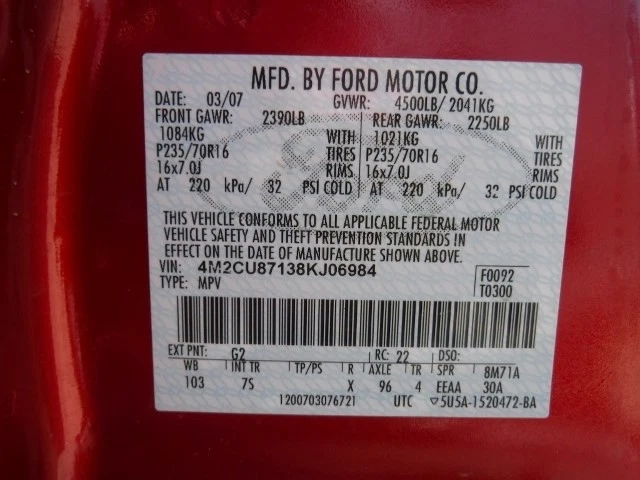 MFD. BY FORD MOTOR CO.
DATE: 03/07 GVWR: 4500LB/ 2041KG
FRONT GAWR: 2390LB REAR GAWR: 2250LB
1084KG WITH 1021KG WITH
P235/70R16 TIRES P235/70R16 TIRES
16x7.0J RIMS 16x7.0J RIMS
AT 220 kPa/ 32 PSI COLD AT 220 kPa/ 32 PSI COLD
Ford
THIS VEHICLE CONFORMS TO ALL APPLICABLE FEDERAL MOTOR
VEHICLE SAFETY AND THEFT PREVENTION STANDARDS IN
EFFECT ON THE DATE OF MANUFACTURE SHOWN ABOVE.
VIN: 4M2CU87138KJ06984 F0092
TYPE: MPV T0300
EXT PNT: G2 RC: 22 DSO:
WB INT TR TP/PS R AXLE TR SPR 8M71A
103 7S X 96 4 EEAA 30A
1200703076721 UTC ▽5U5A-1520472-BA